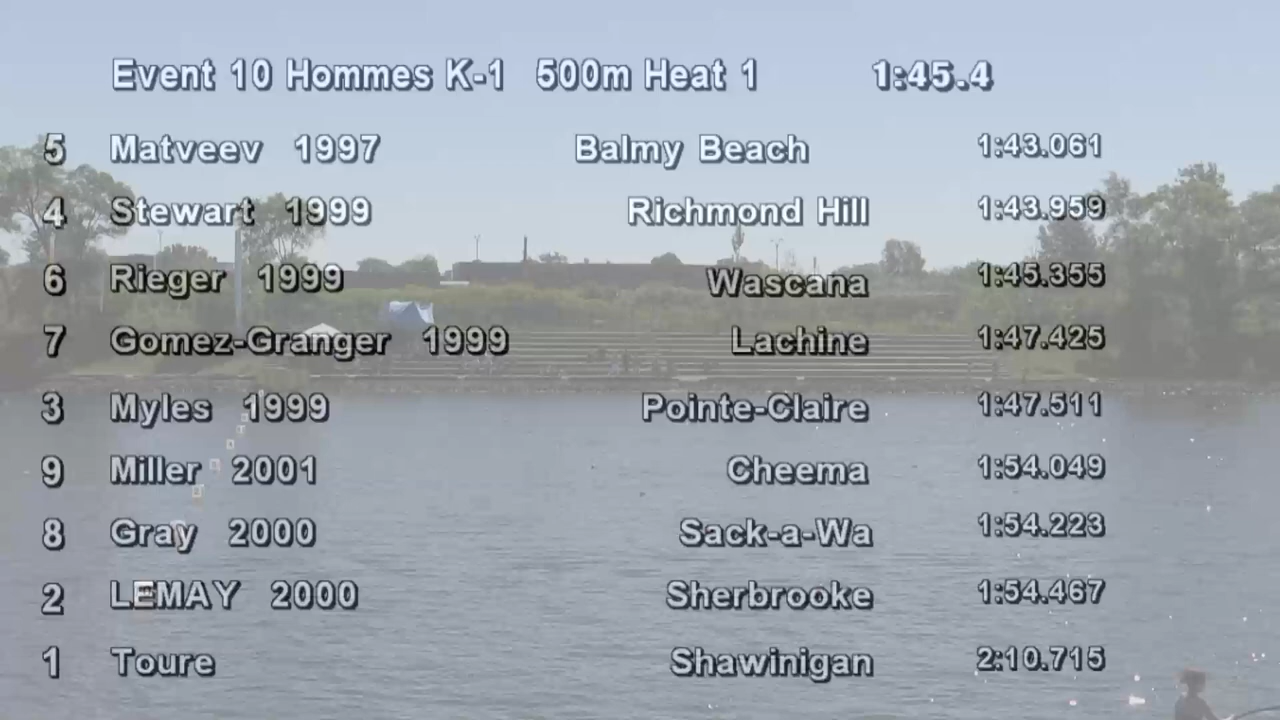 Event 10 Hommes K-1 500m Heat 1 1:45.4
5 Matveev 1997 Balmy Beach 1:43.061
4 Stewart 1999 Richmond Hill 1:43.959
6 Rieger 1999 Wascana 1:45.355
7 Gomez-Granger 1999 Lachine 1:47.425
3 Myles 1999 Pointe-Claire 1:47.511
9 Miller 2001 Cheema 1:54.049
8 Gray 2000 Sack-a-Wa 1:54.223
2 LEMAY 2000 Sherbrooke 1:54.467
1 Toure Shawinigan 2:10.715